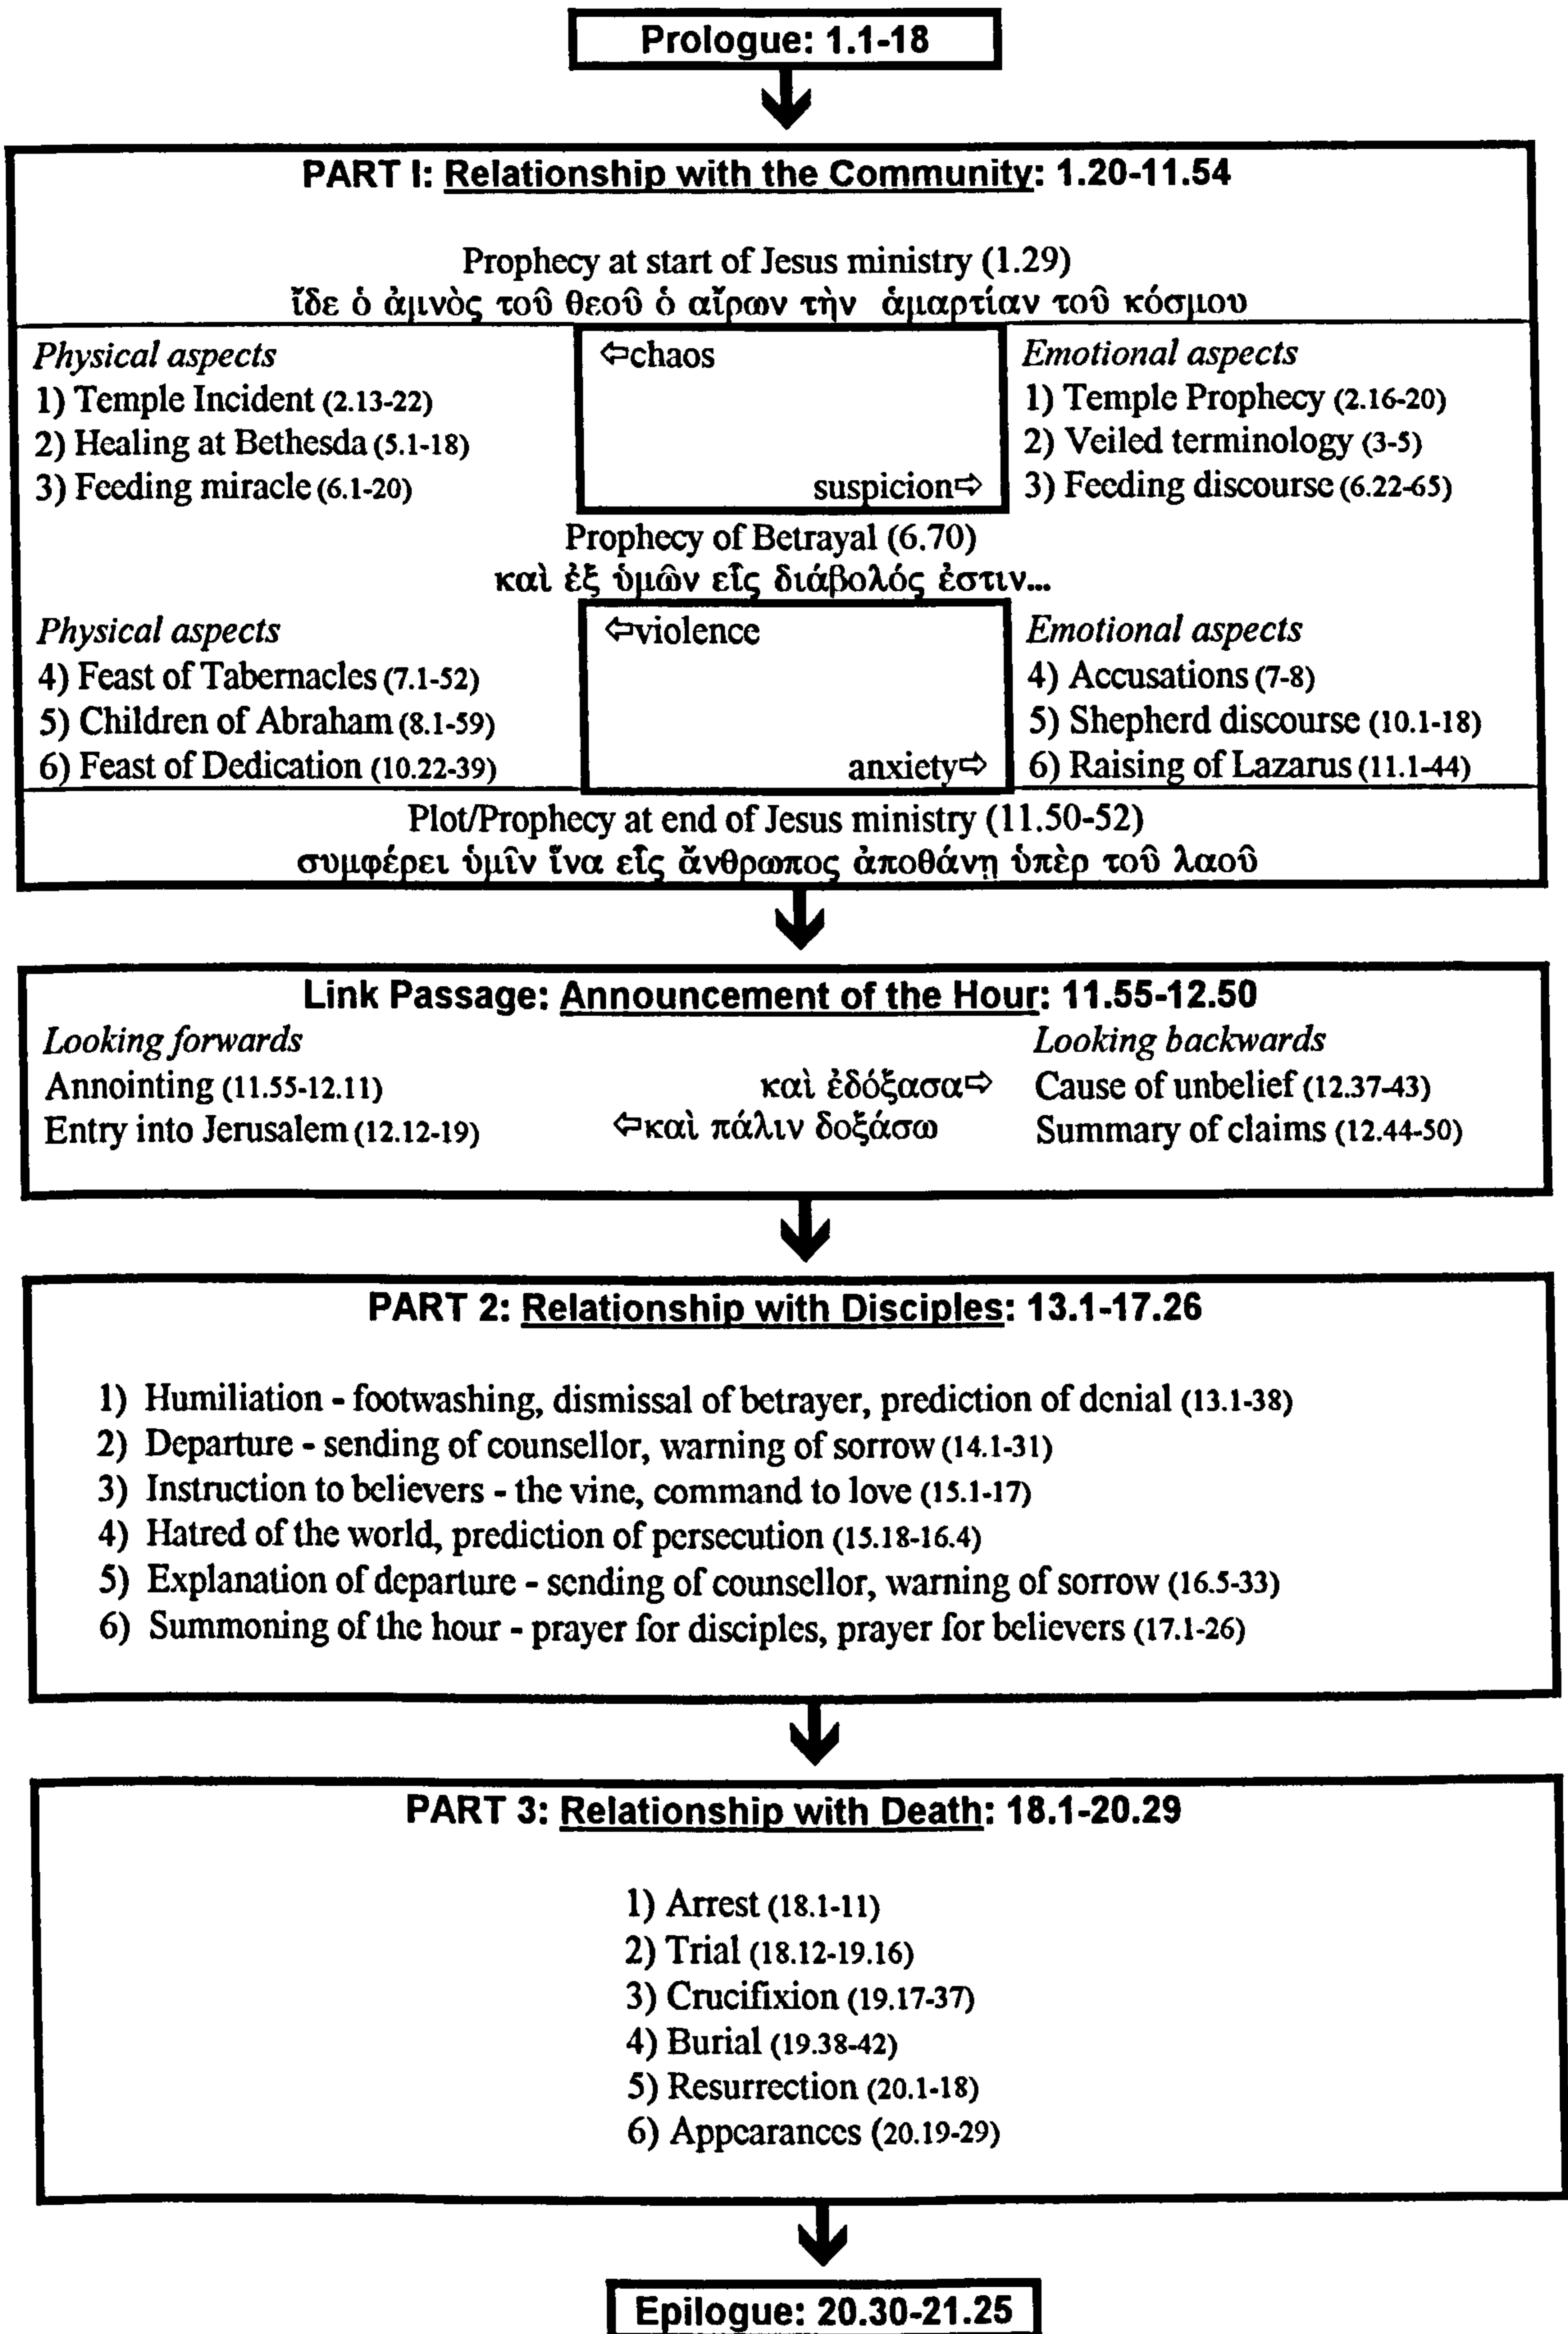 Prologue: 1.1-18
PART I: Relationship with the Community: 1.20-11.54
Prophecy at start of Jesus ministry (1.29)
ἴδε ὁ ἀμνὸς τοῦ θεοῦ ὁ αἴρων τὴν ἁμαρτίαν τοῦ κόσμου
Physical aspects
1) Temple Incident (2.13-22)
2) Healing at Bethesda (5.1-18)
3) Feeding miracle (6.1-20)
⇦chaos
suspicion⇨
Emotional aspects
1) Temple Prophecy (2.16-20)
2) Veiled terminology (3-5)
3) Feeding discourse (6.22-65)
Prophecy of Betrayal (6.70)
καὶ ἐξ ὑμῶν εἷς διάβολός ἐστιν...
Physical aspects
4) Feast of Tabernacles (7.1-52)
5) Children of Abraham (8.1-59)
6) Feast of Dedication (10.22-39)
⇦violence
anxiety⇨
Emotional aspects
4) Accusations (7-8)
5) Shepherd discourse (10.1-18)
6) Raising of Lazarus (11.1-44)
Plot/Prophecy at end of Jesus ministry (11.50-52)
συμφέρει ὑμῖν ἵνα εἷς ἄνθρωπος ἀποθάνῃ ὑπὲρ τοῦ λαοῦ
Link Passage: Announcement of the Hour: 11.55-12.50
Looking forwards
Annointing (11.55-12.11)
Entry into Jerusalem (12.12-19)
καὶ ἐδόξασα⇨
⇦καὶ πάλιν δοξάσω
Looking backwards
Cause of unbelief (12.37-43)
Summary of claims (12.44-50)
PART 2: Relationship with Disciples: 13.1-17.26
1) Humiliation - footwashing, dismissal of betrayer, prediction of denial (13.1-38)
2) Departure - sending of counsellor, warning of sorrow (14.1-31)
3) Instruction to believers - the vine, command to love (15.1-17)
4) Hatred of the world, prediction of persecution (15.18-16.4)
5) Explanation of departure - sending of counsellor, warning of sorrow (16.5-33)
6) Summoning of the hour - prayer for disciples, prayer for believers (17.1-26)
PART 3: Relationship with Death: 18.1-20.29
1) Arrest (18.1-11)
2) Trial (18.12-19.16)
3) Crucifixion (19.17-37)
4) Burial (19.38-42)
5) Resurrection (20.1-18)
6) Appearances (20.19-29)
Epilogue: 20.30-21.25